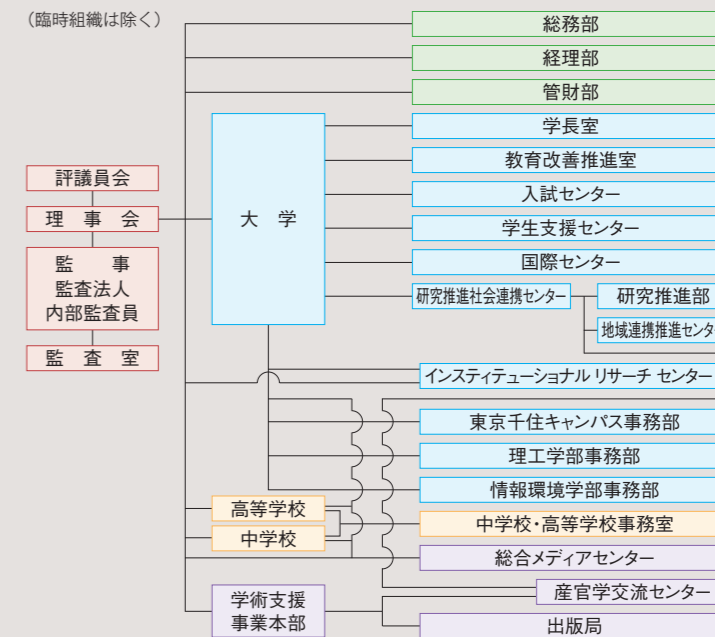 （臨時組織は除く）
総務部
経理部
管財部
学長室
教育改善推進室
評議員会
入試センター
理　事　会
大　学
学生支援センター
監　　事
監査法人
内部監査員
国際センター
研究推進社会連携センター
研究推進部
地域連携推進センタ
監　査　室
インスティテューショナル リサーチ センター
東京千住キャンパス事務部
理工学部事務部
情報環境学部事務部
高等学校
中学校・高等学校事務室
中学校
総合メディアセンター
産官学交流センター
学術支援
事業本部
出版局